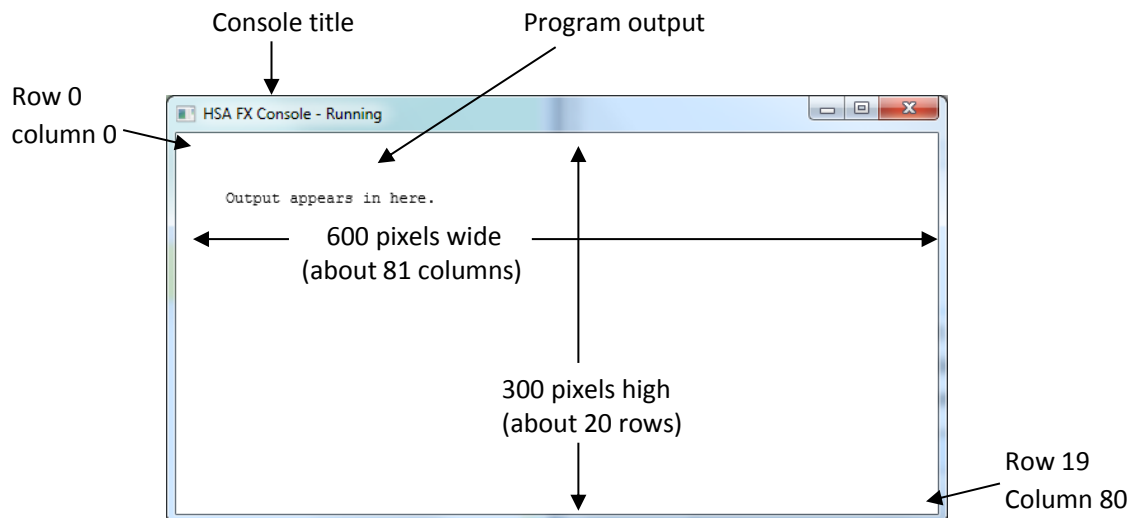 Console title
Program output
Row 0
column 0
HSA FX Console - Running
Output appears in here.
600 pixels wide
(about 81 columns)
300 pixels high
(about 20 rows)
Row 19
Column 80